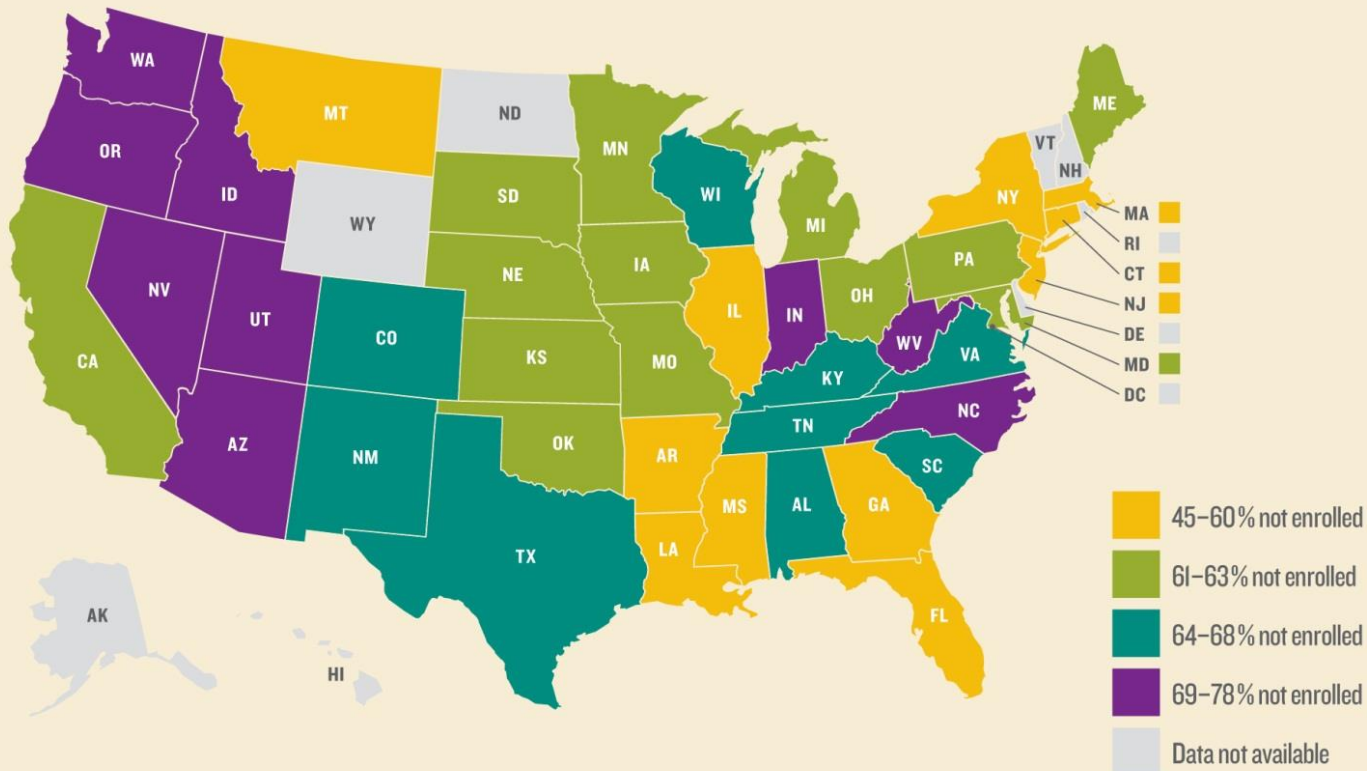 WA
MT
ND
MN
ME
VT
NH
OR
ID
SD
WI
NY
MA
WY
MI
RI
CT
NE
IA
PA
NJ
NV
UT
CO
IL
IN
OH
DE
CA
KS
MO
WV
VA
MD
KY
DC
AZ
NM
OK
AR
TN
NC
SC
MS
AL
GA
TX
LA
FL
AK
HI
45–60% not enrolled
61–63% not enrolled
64–68% not enrolled
69–78% not enrolled
Data not available